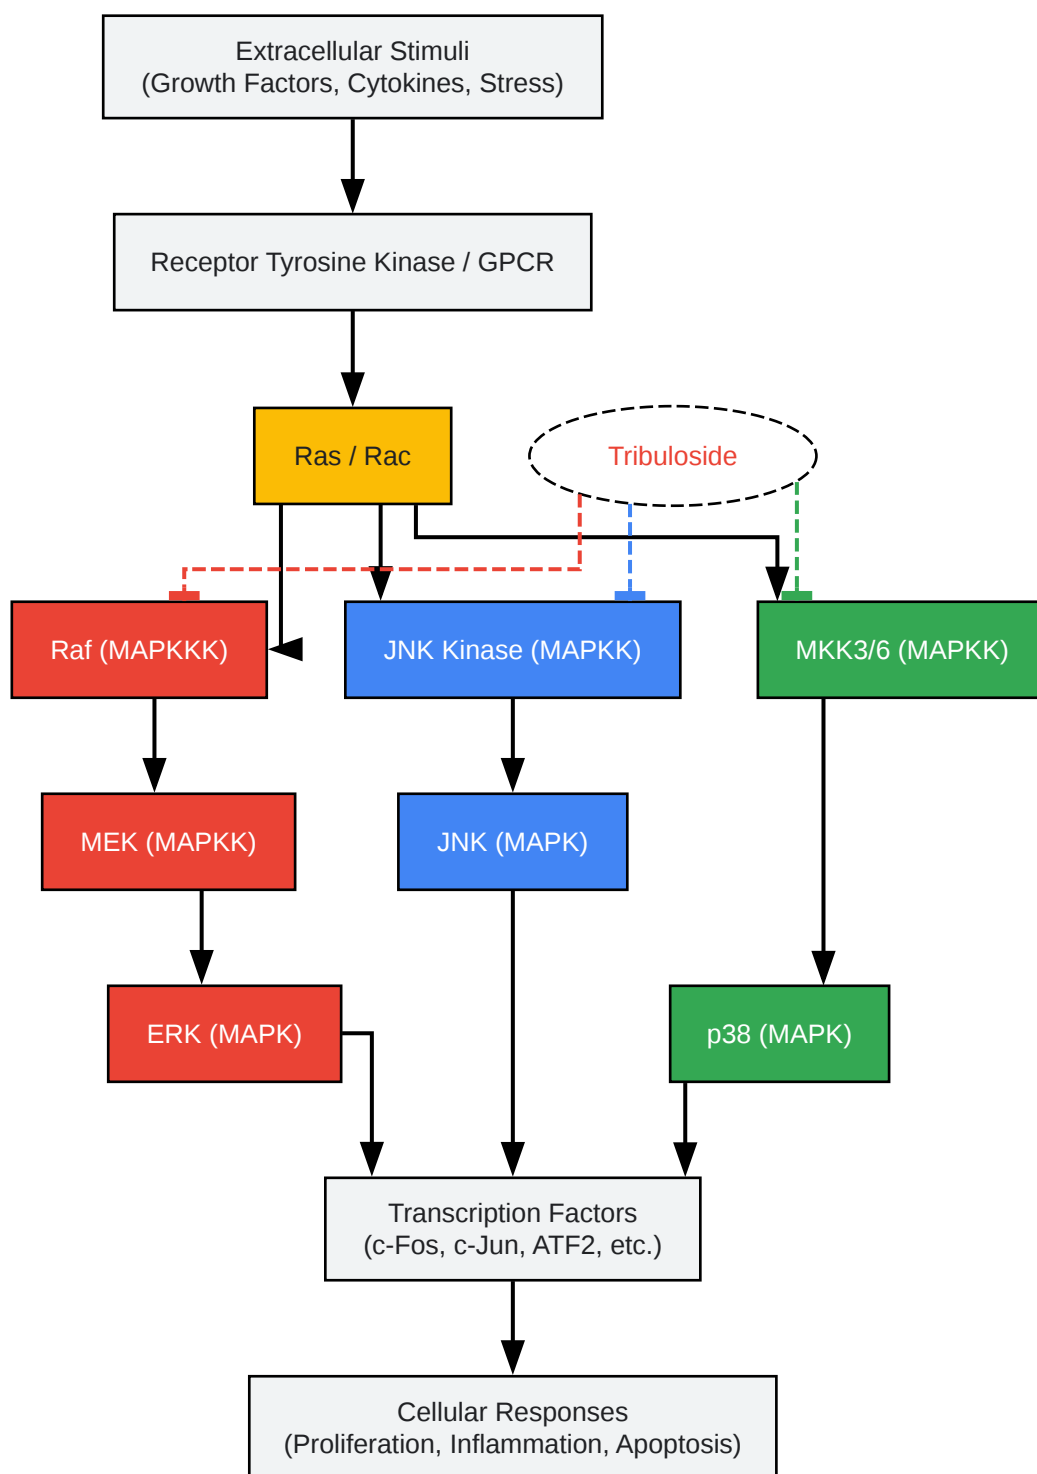 Extracellular Stimuli
(Growth Factors, Cytokines, Stress)
Receptor Tyrosine Kinase / GPCR
Ras / Rac
Tribuloside
Raf (MAPKKK)
JNK Kinase (MAPKK)
MKK3/6 (MAPKK)
MEK (MAPKK)
JNK (MAPK)
ERK (MAPK)
p38 (MAPK)
Transcription Factors
(c-Fos, c-Jun, ATF2, etc.)
Cellular Responses
(Proliferation, Inflammation, Apoptosis)